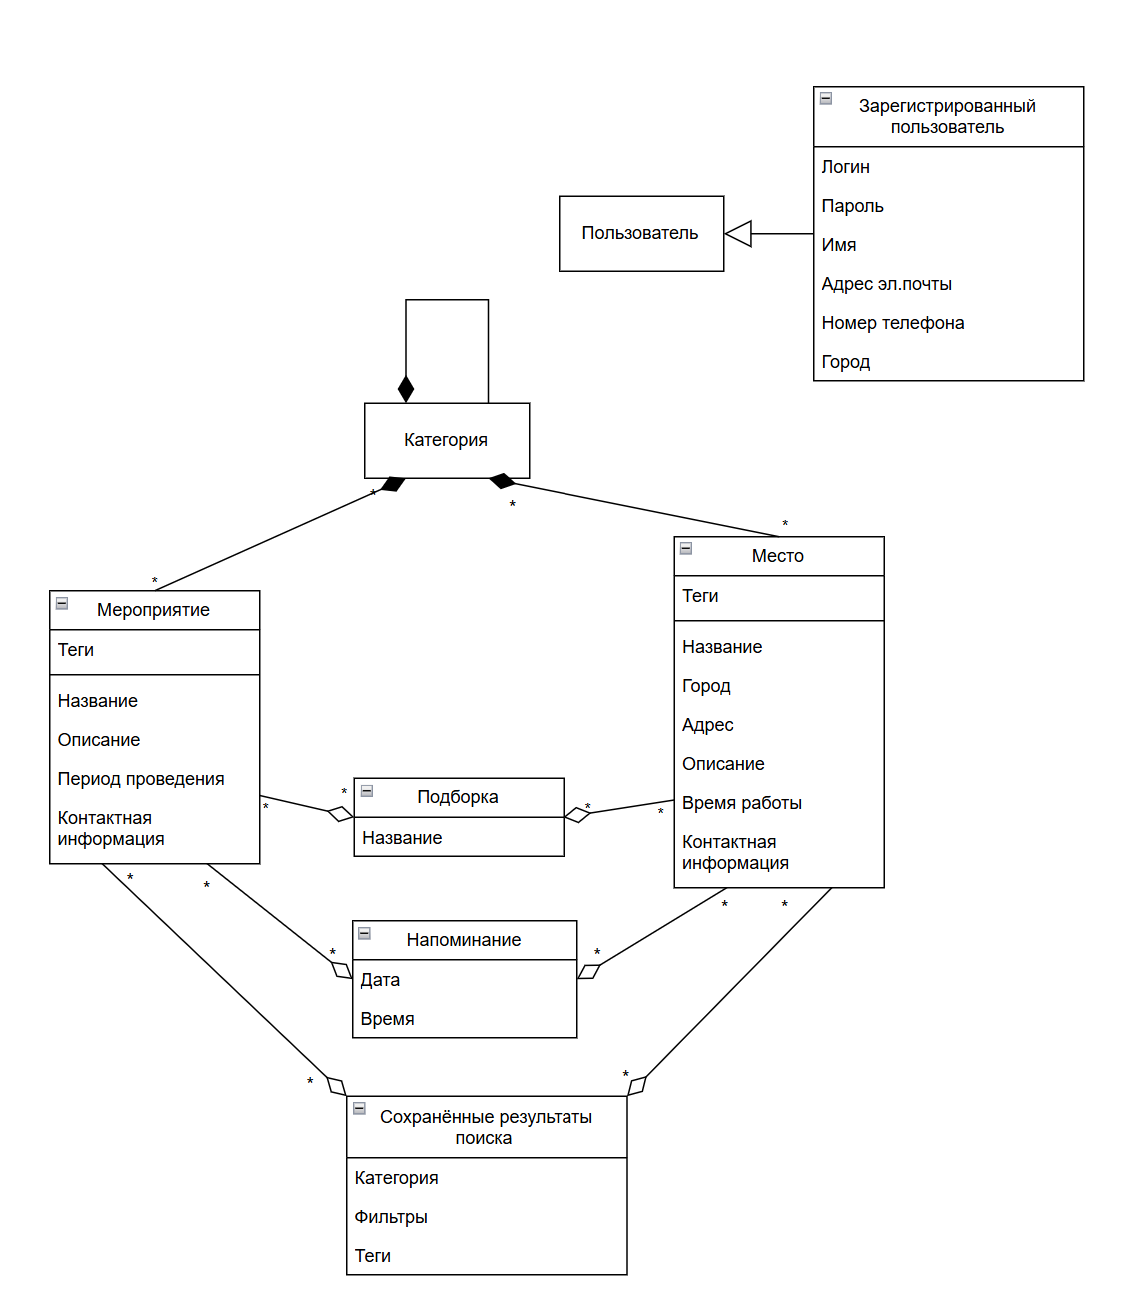 Зарегистрированный
пользователь
Логин
Пароль
Имя
Адрес эл.почты
Номер телефона
Город
Пользователь
Категория
*
*
*
*
Мероприятие
Теги
Название
Описание
Период проведения
Контактная
информация
Место
Теги
Название
Город
Адрес
Описание
Время работы
Контактная
информация
*
*
*
*
Подборка
Название
*
*
*
*
*
*
Напоминание
Дата
Время
*
*
Сохранённые результаты
поиска
Категория
Фильтры
Теги